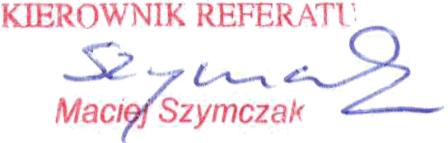 KIEROWNIK REFERATU
Maciej Szymczak